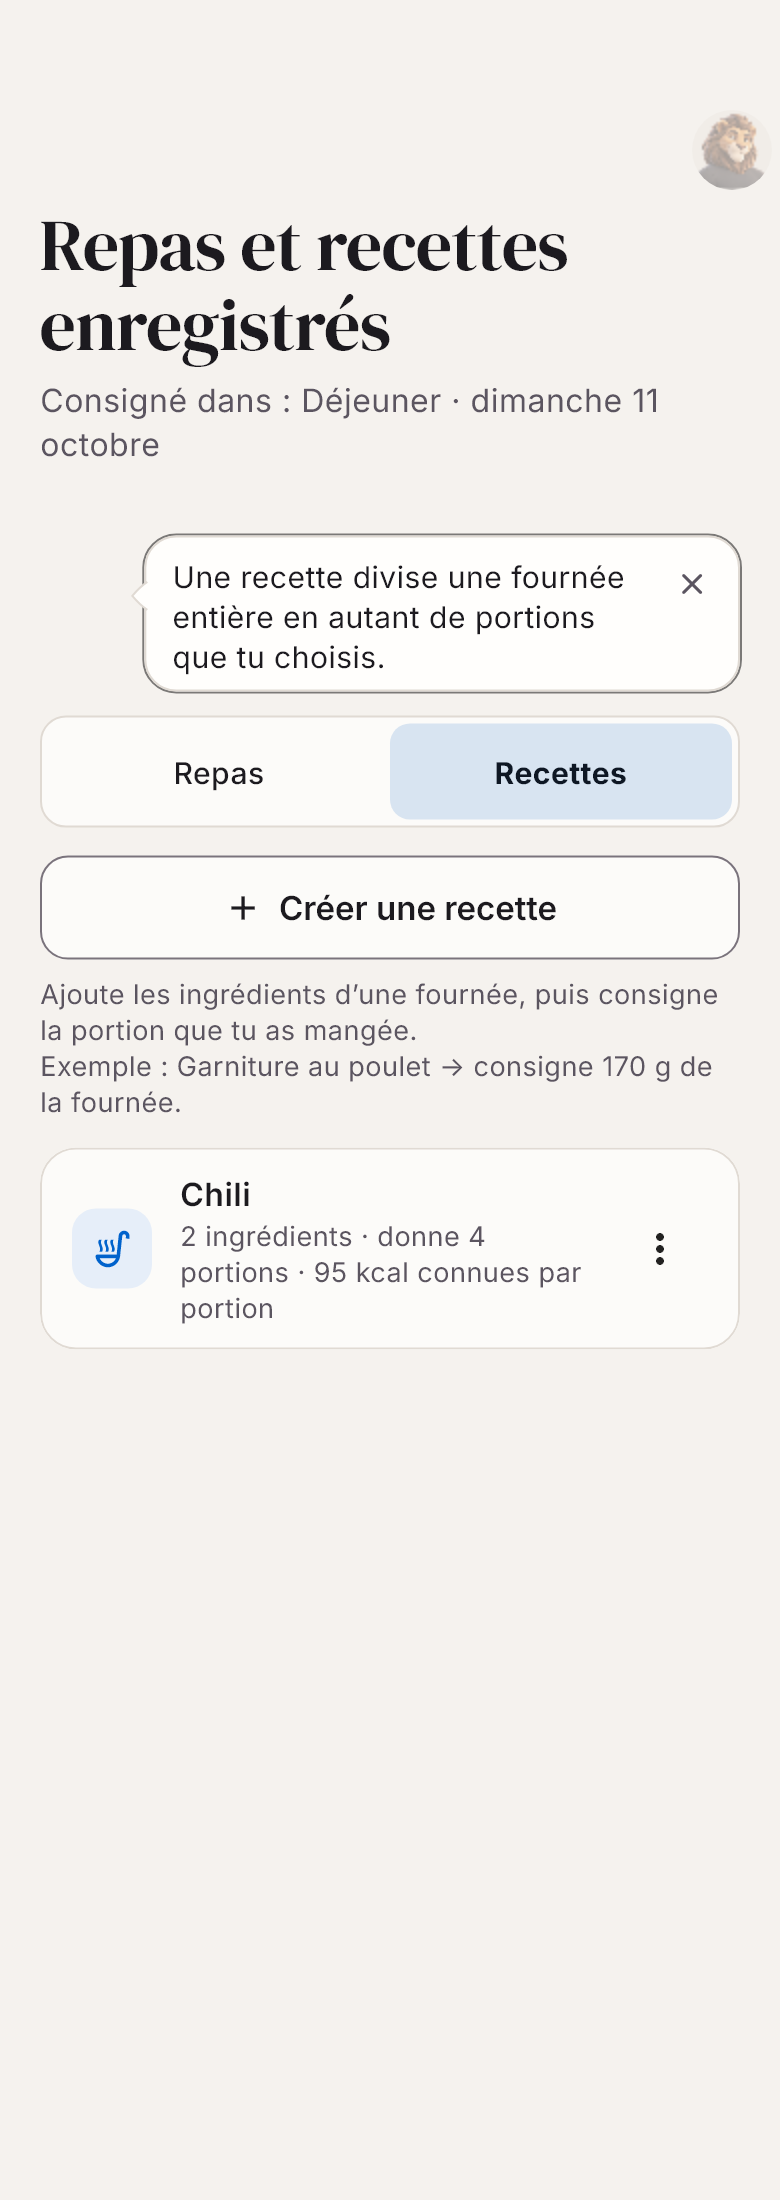 Repas et recettes
enregistrés
Consigné dans : Déjeuner · dimanche 11
octobre
Une recette divise une fournée
entière en autant de portions
que tu choisis.
Repas
Recettes
+ Créer une recette
Ajoute les ingrédients d’une fournée, puis consigne
la portion que tu as mangée.
Exemple : Garniture au poulet → consigne 170 g de
la fournée.
Chili
2 ingrédients · donne 4
portions · 95 kcal connues par
portion